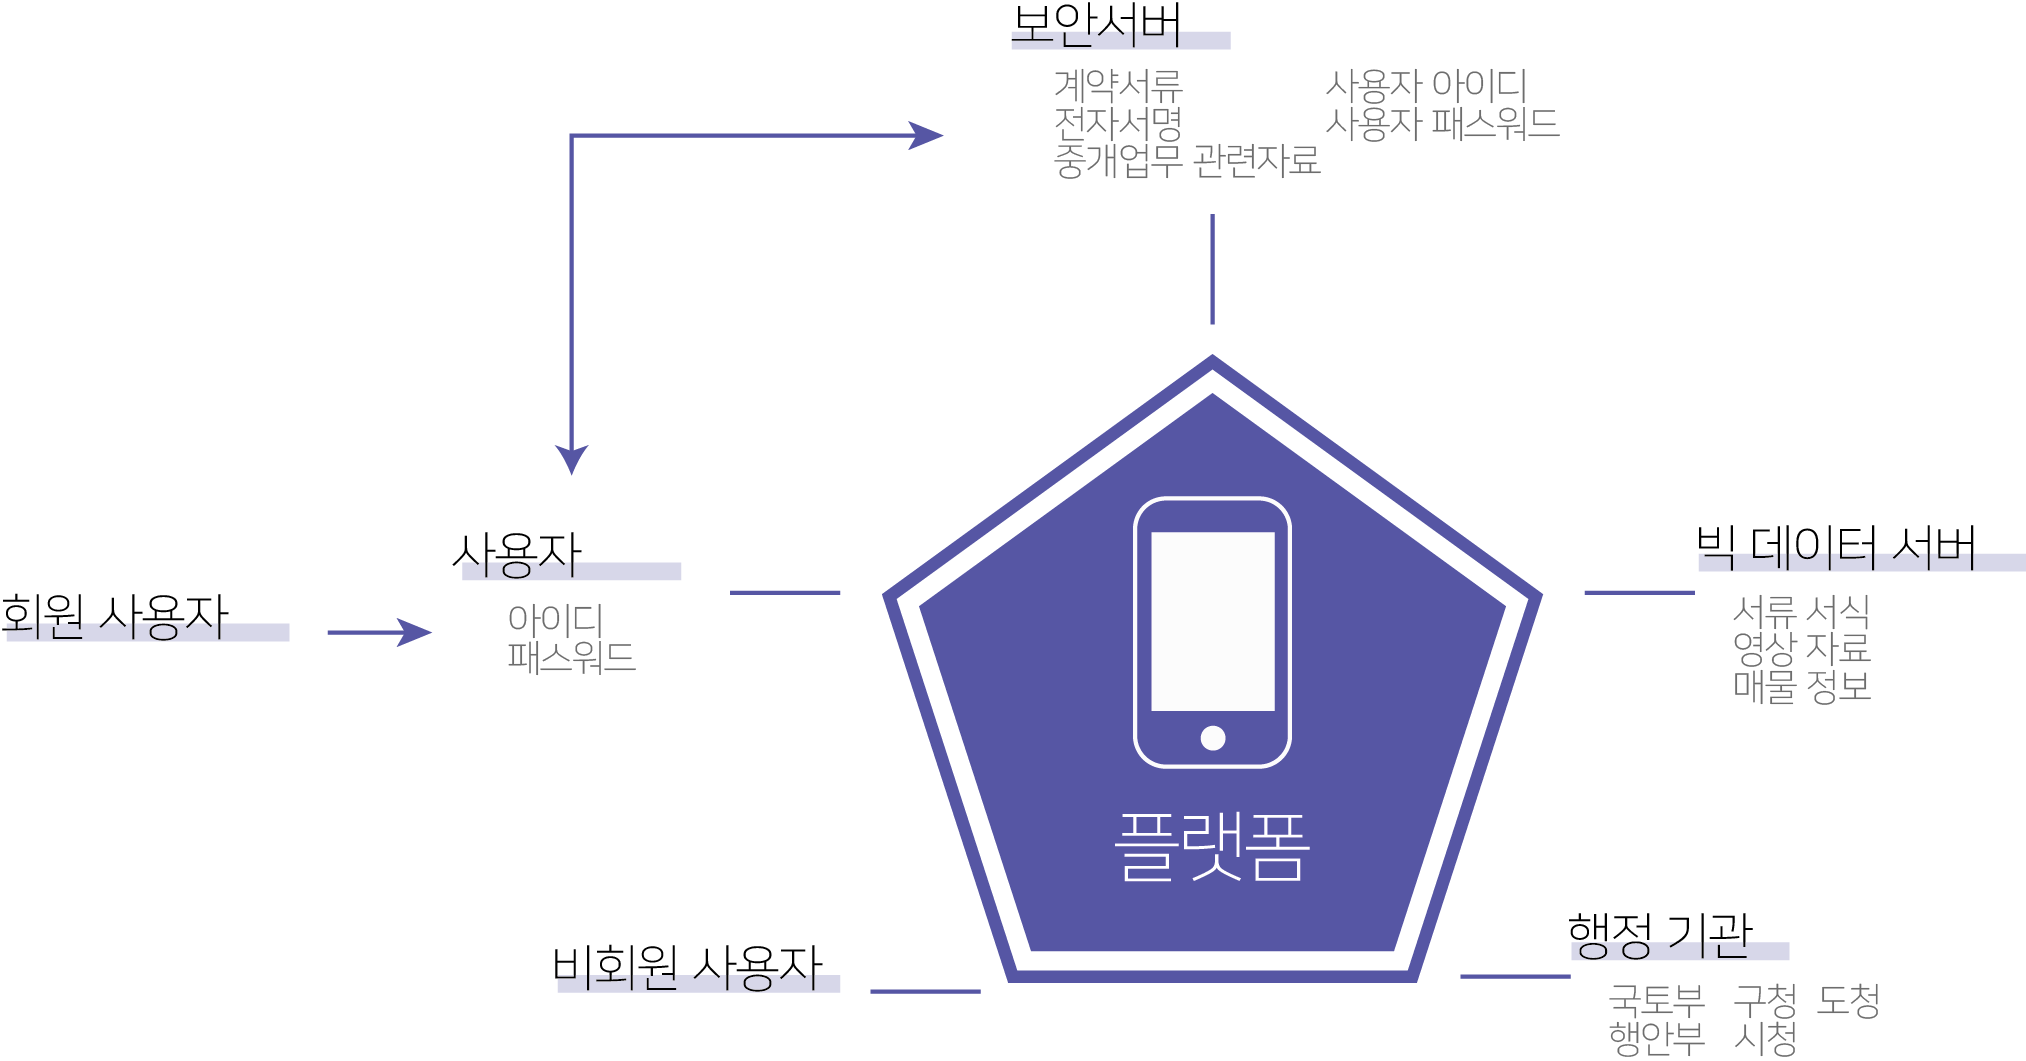 보안서버
계약서류
전자서명
중개업무 관련자료
사용자 아이디
사용자 패스워드
사용자
아이디
패스워드
회원 사용자
빅 데이터 서버
서류 서식
영상 자료
매물 정보
플랫폼
비회원 사용자
행정 기관
국토부 구청 도청
행안부 시청